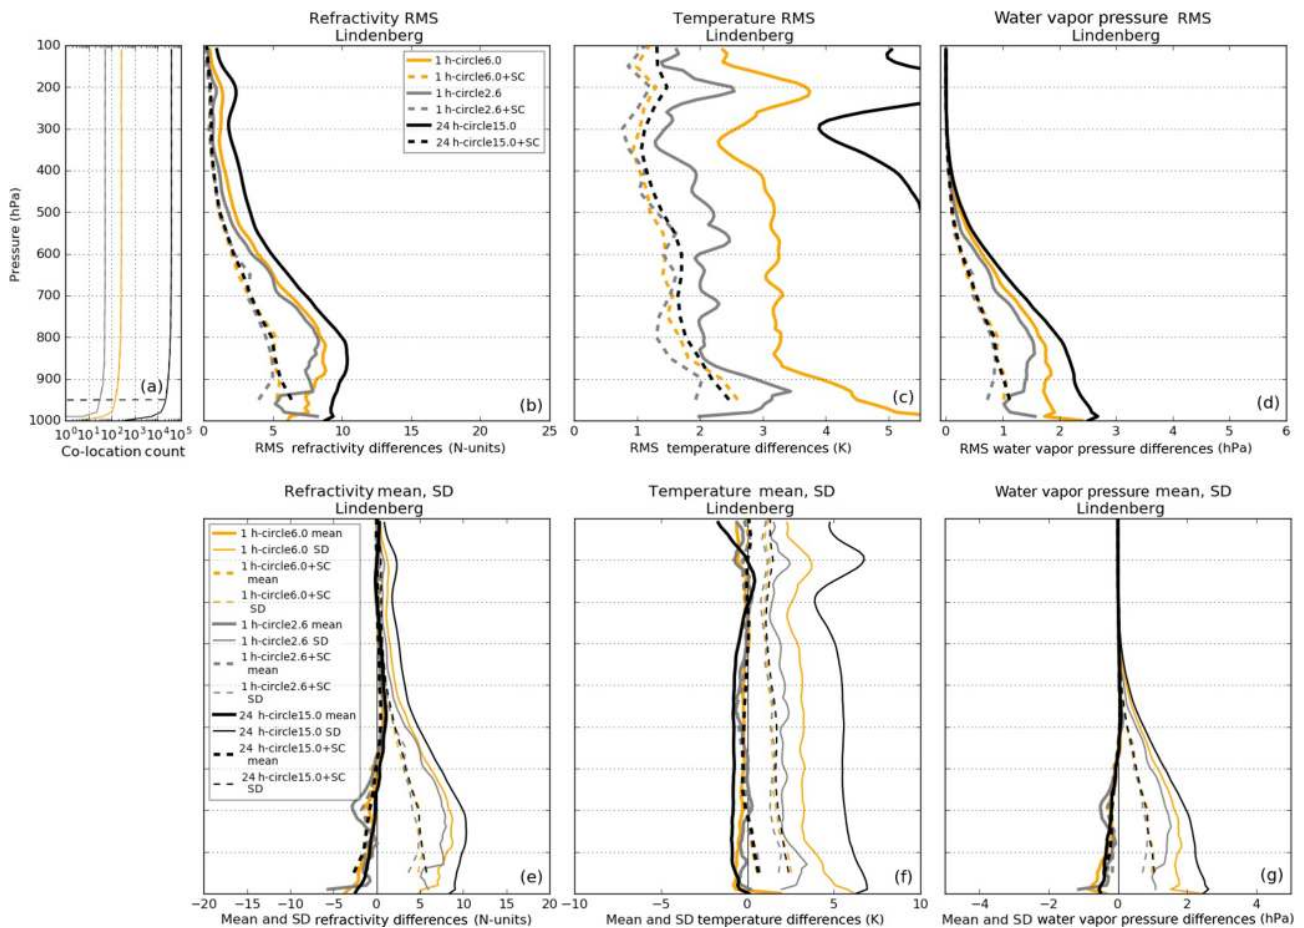 Refractivity RMS
Lindenberg
Temperature RMS
Lindenberg
Water vapor pressure RMS
Lindenberg
Pressure (hPa)
100
200
300
400
500
600
700
800
900
1000
(a)
10^0 10^1 10^2 10^3 10^4 10^5
Co-location count
1 h-circle6.0
1 h-circle6.0+SC
1 h-circle2.6
1 h-circle2.6+SC
24 h-circle15.0
24 h-circle15.0+SC
(b)
0 5 10 15 20 25
RMS refractivity differences (N-units)
(c)
1 2 3 4 5
RMS temperature differences (K)
(d)
0 1 2 3 4 5 6
RMS water vapor pressure differences (hPa)
Refractivity mean, SD
Lindenberg
Temperature mean, SD
Lindenberg
Water vapor pressure mean, SD
Lindenberg
1 h-circle6.0 mean
1 h-circle6.0 SD
1 h-circle6.0+SC
mean
1 h-circle6.0+SC
SD
1 h-circle2.6 mean
1 h-circle2.6 SD
1 h-circle2.6+SC
mean
1 h-circle2.6+SC
SD
24 h-circle15.0 mean
24 h-circle15.0 SD
24 h-circle15.0+SC
mean
24 h-circle15.0+SC
SD
(e)
−20 −15 −10 −5 0 5 10 15 20
Mean and SD refractivity differences (N-units)
(f)
−10 −5 0 5 10
Mean and SD temperature differences (K)
(g)
−4 −2 0 2 4
Mean and SD water vapor pressure differences (hPa)